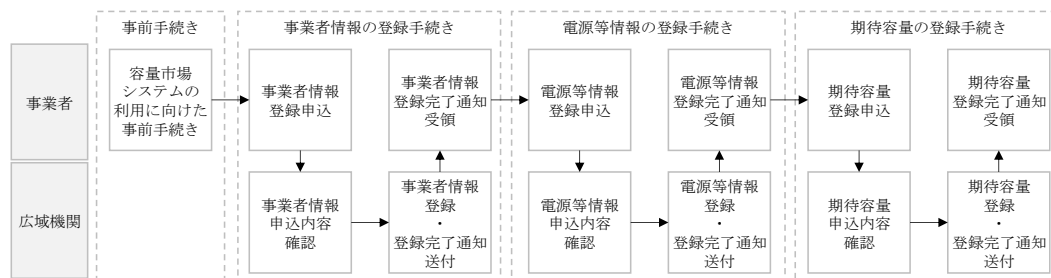 事前手続き
事業者情報の登録手続き
電源等情報の登録手続き
期待容量の登録手続き
事業者
容量市場
システムの
利用に向けた
事前手続き
事業者情報
登録申込
事業者情報
登録完了通知
受領
電源等情報
登録申込
電源等情報
登録完了通知
受領
期待容量
登録申込
期待容量
登録完了通知
受領
広域機関
事業者情報
申込内容
確認
事業者情報
登録
・
登録完了通知
送付
電源等情報
申込内容
確認
電源等情報
登録
・
登録完了通知
送付
期待容量
申込内容
確認
期待容量
登録
・
登録完了通知
送付